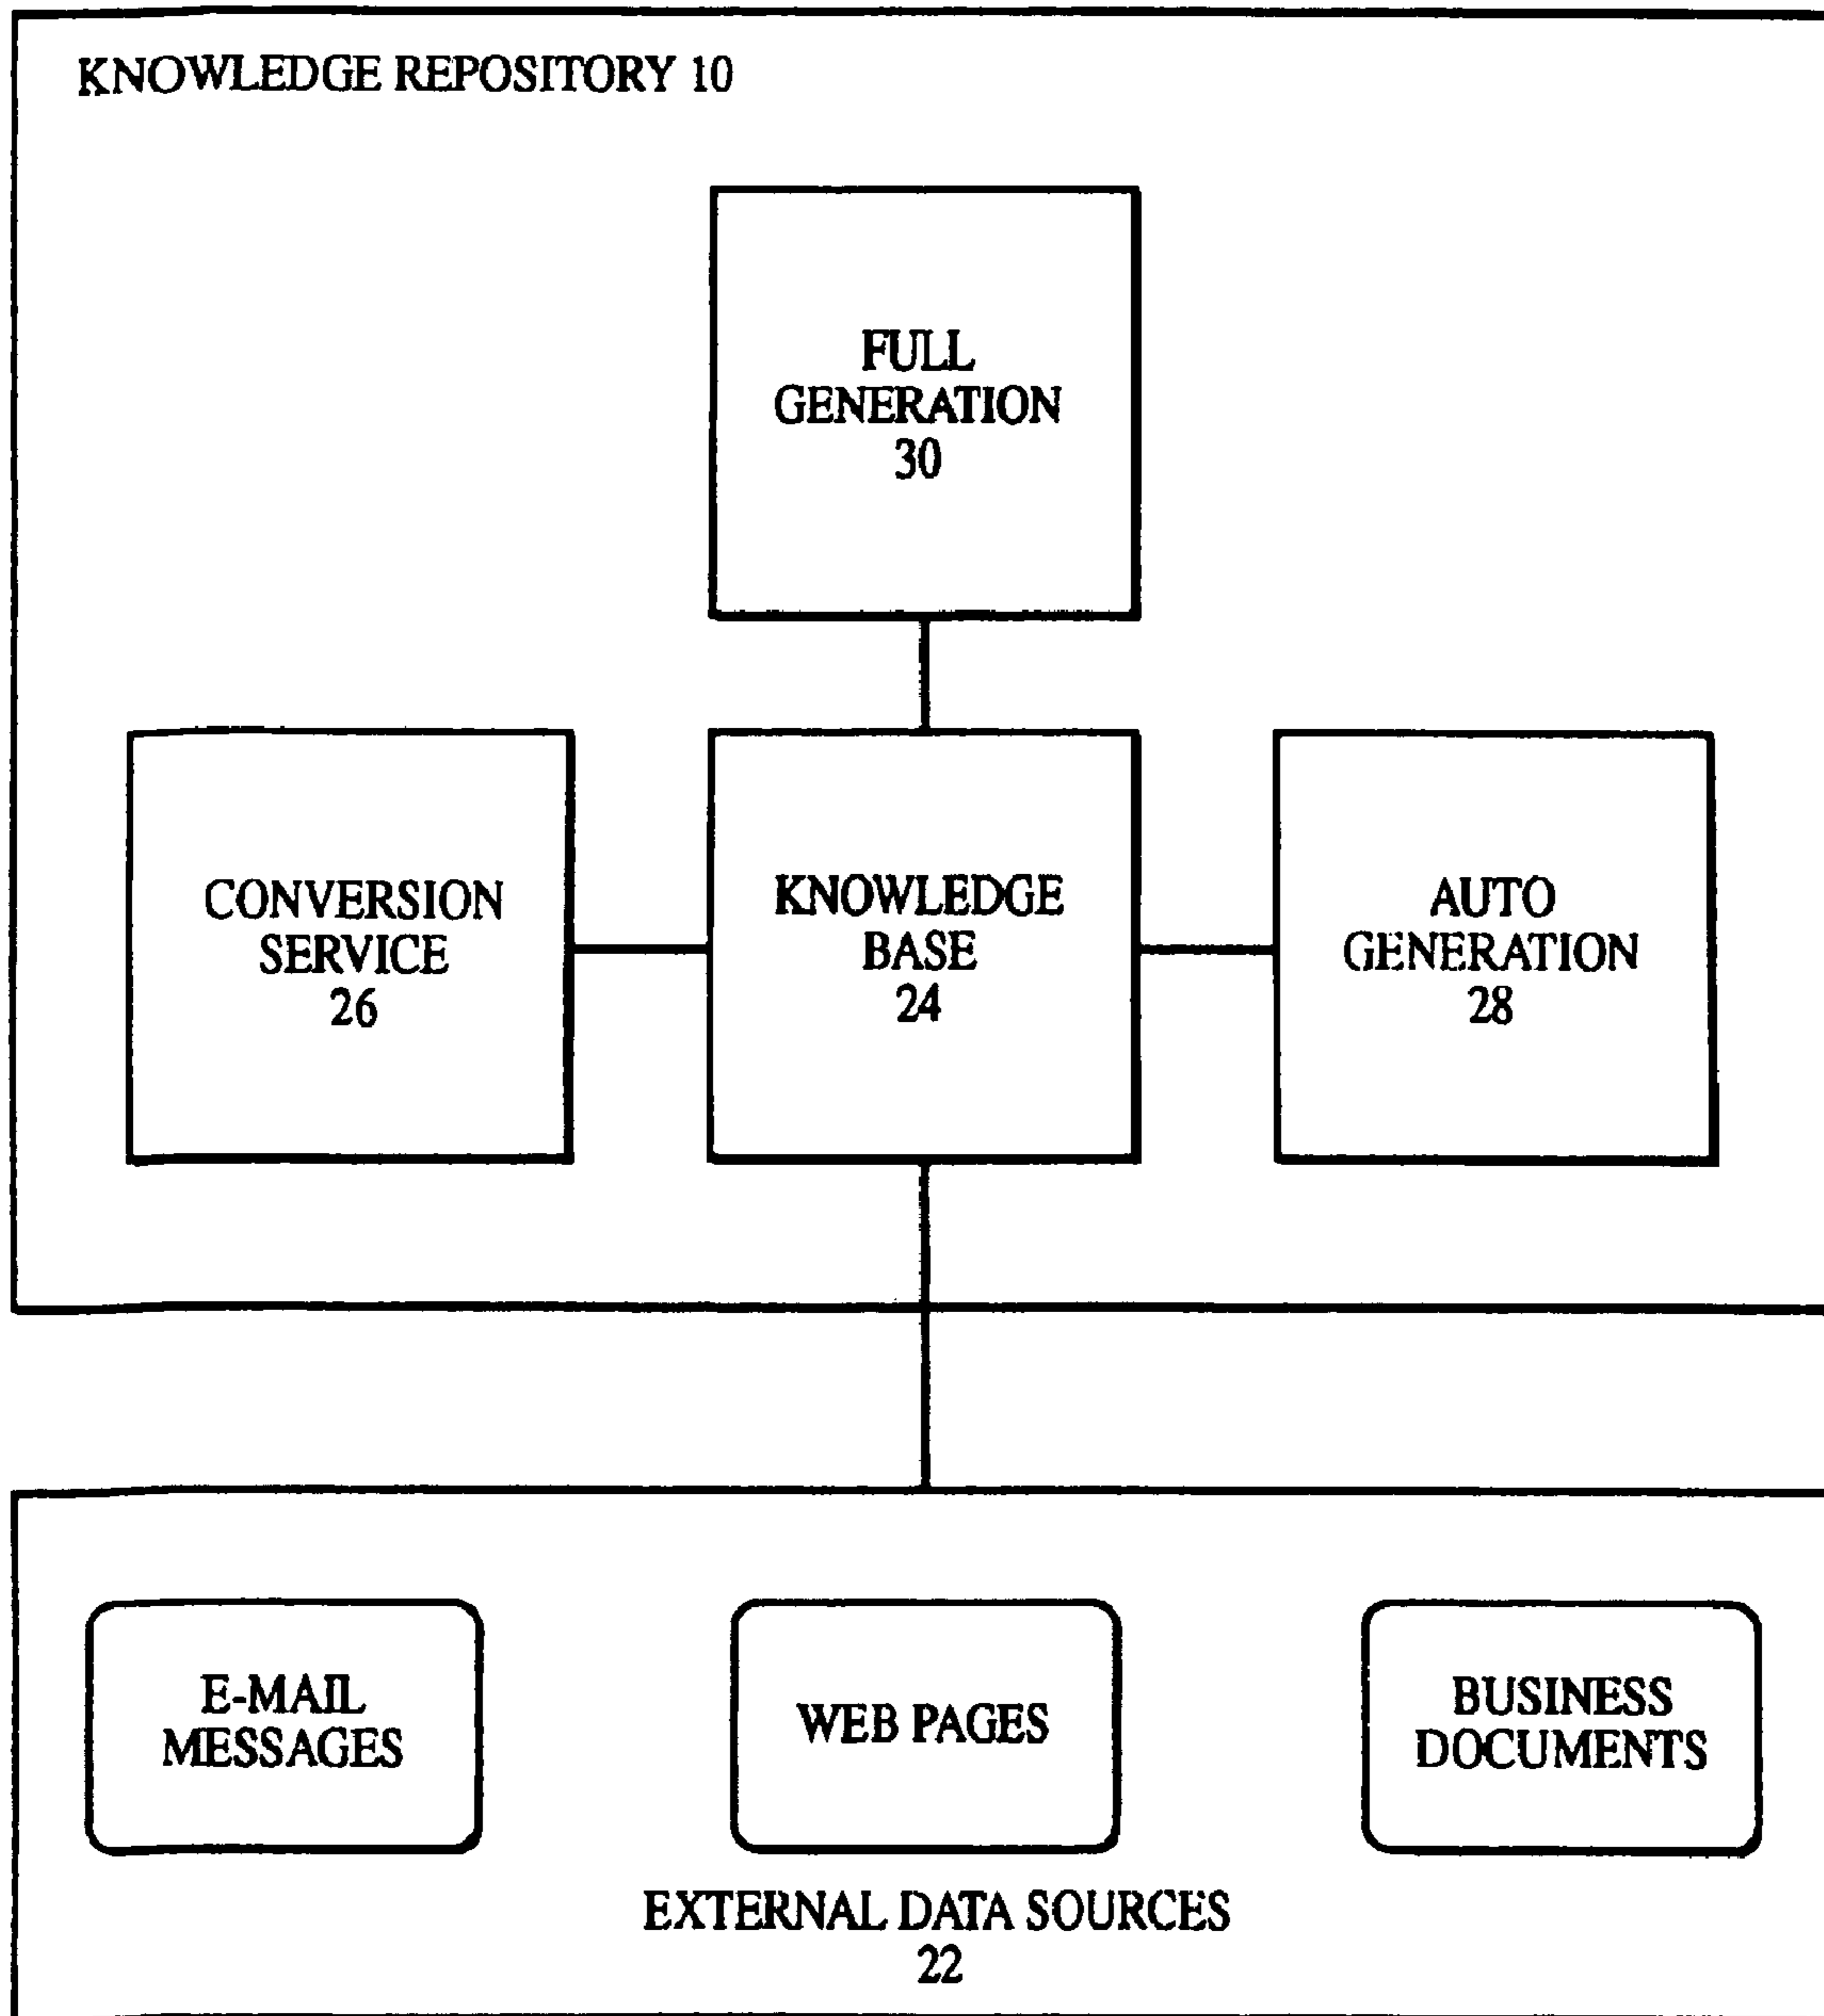 KNOWLEDGE REPOSITORY 10
FULL
GENERATION
30
CONVERSION
SERVICE
26
KNOWLEDGE
BASE
24
AUTO
GENERATION
28
E-MAIL
MESSAGES
WEB PAGES
BUSINESS
DOCUMENTS
EXTERNAL DATA SOURCES
22